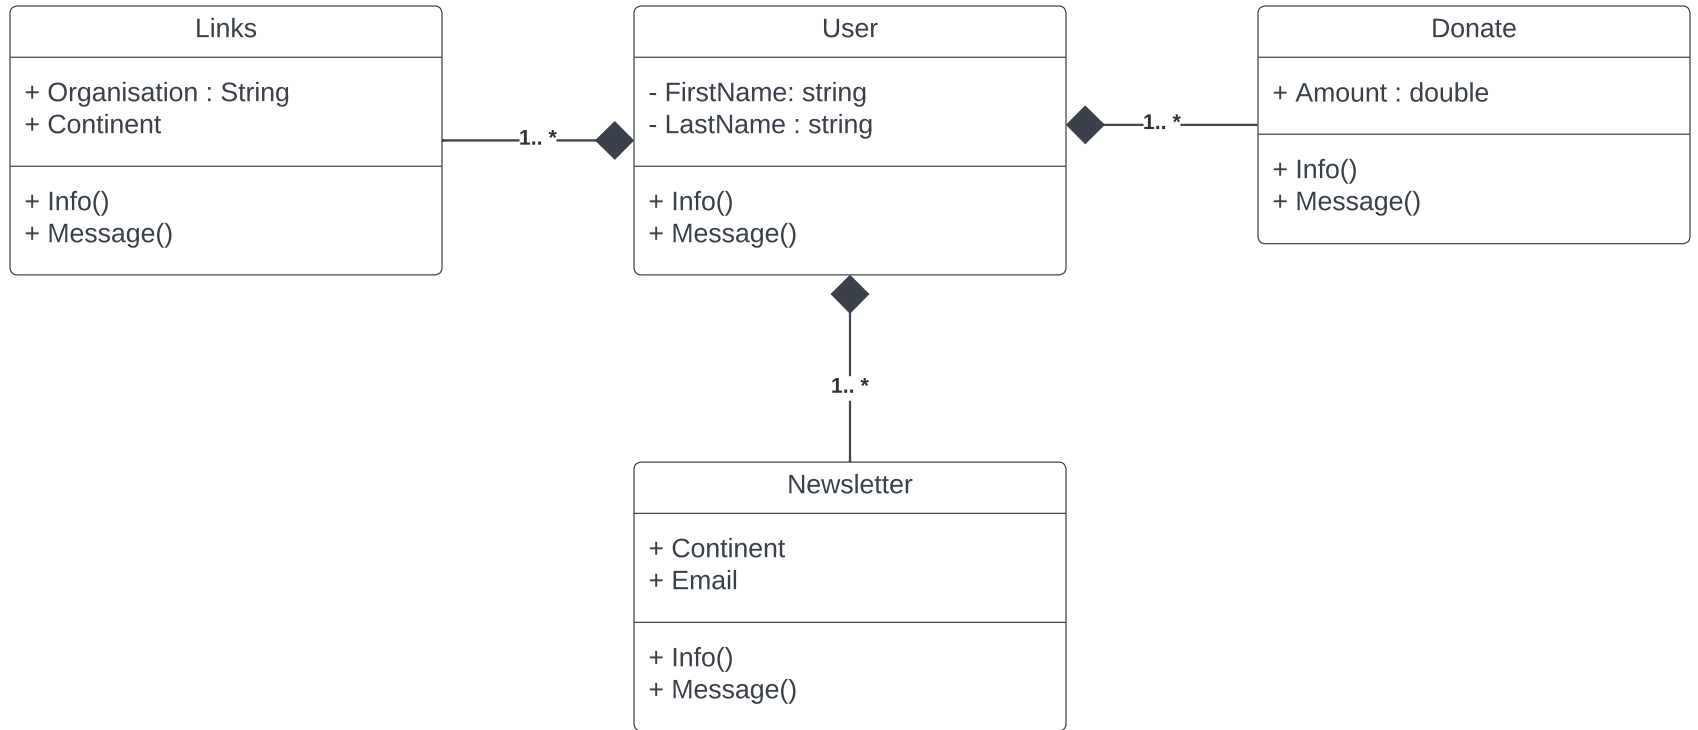 Links
+ Organisation : String
+ Continent
+ Info()
+ Message()
1.. *
User
- FirstName: string
- LastName : string
+ Info()
+ Message()
1.. *
Donate
+ Amount : double
+ Info()
+ Message()
1.. *
Newsletter
+ Continent
+ Email
+ Info()
+ Message()